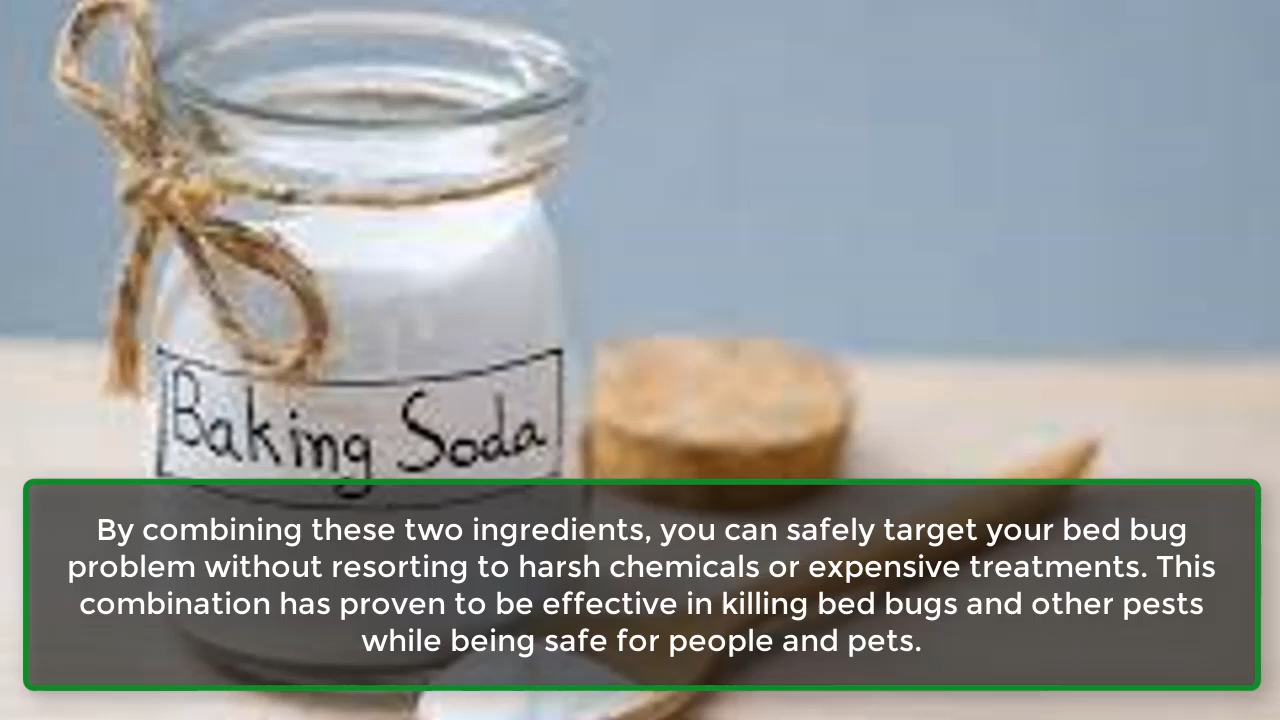 Baking Soda
By combining these two ingredients, you can safely target your bed bug
problem without resorting to harsh chemicals or expensive treatments. This
combination has proven to be effective in killing bed bugs and other pests
while being safe for people and pets.